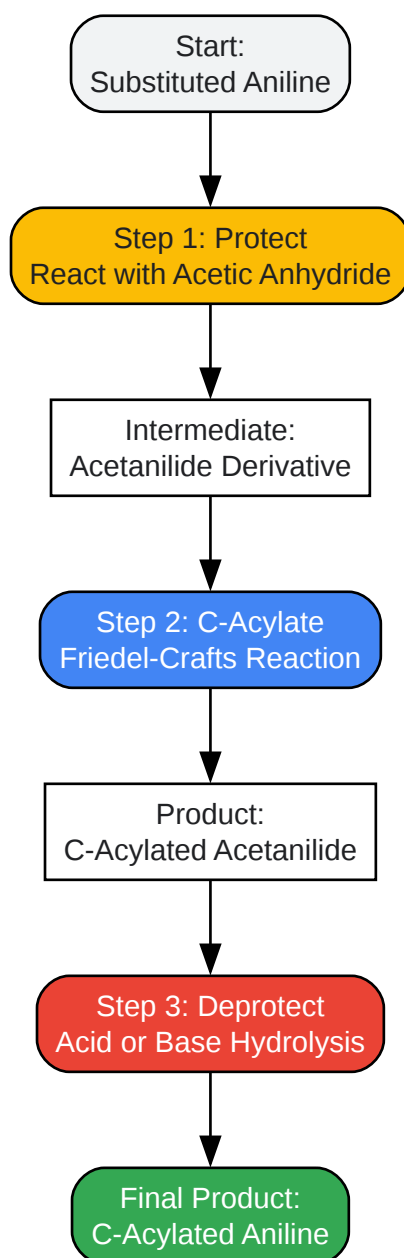 Start:
Substituted Aniline
Step 1: Protect
React with Acetic Anhydride
Intermediate:
Acetanilide Derivative
Step 2: C-Acylate
Friedel-Crafts Reaction
Product:
C-Acylated Acetanilide
Step 3: Deprotect
Acid or Base Hydrolysis
Final Product:
C-Acylated Aniline